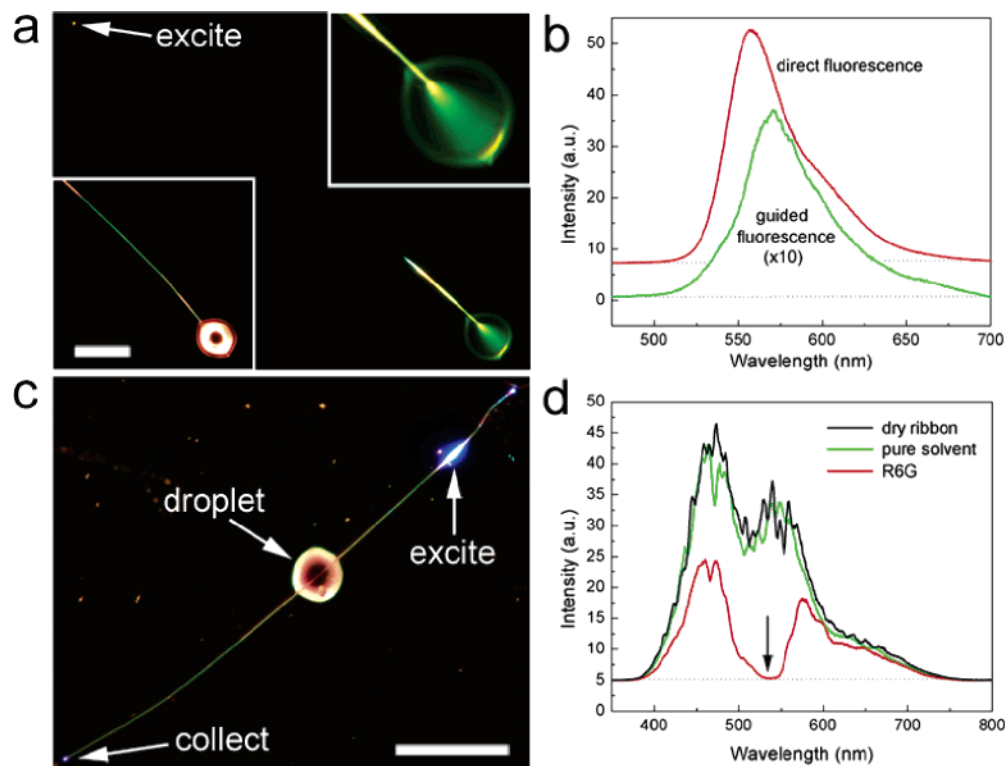 a
excite
b
50
40
30
20
10
0
Intensity (a.u.)
direct fluorescence
guided
fluorescence
(x10)
500
550
600
650
700
Wavelength (nm)
c
droplet
excite
collect
d
50
45
40
35
30
25
20
15
10
5
0
Intensity (a.u.)
dry ribbon
pure solvent
R6G
400
500
600
700
800
Wavelength (nm)